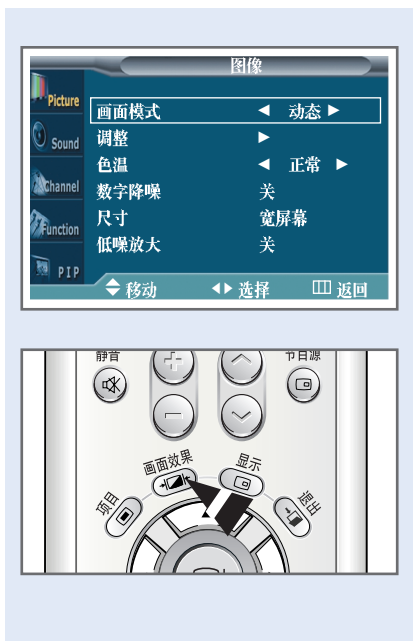 图像
Picture
Sound
Channel
Function
PIP
画面模式 ◀ 动态 ▶
调整 ▶
色温 ◀ 正常 ▶
数字降噪 关
尺寸 宽屏幕
低噪放大 关
移动 选择 返回
静音 节目源
画面效果 显示
项目 退出